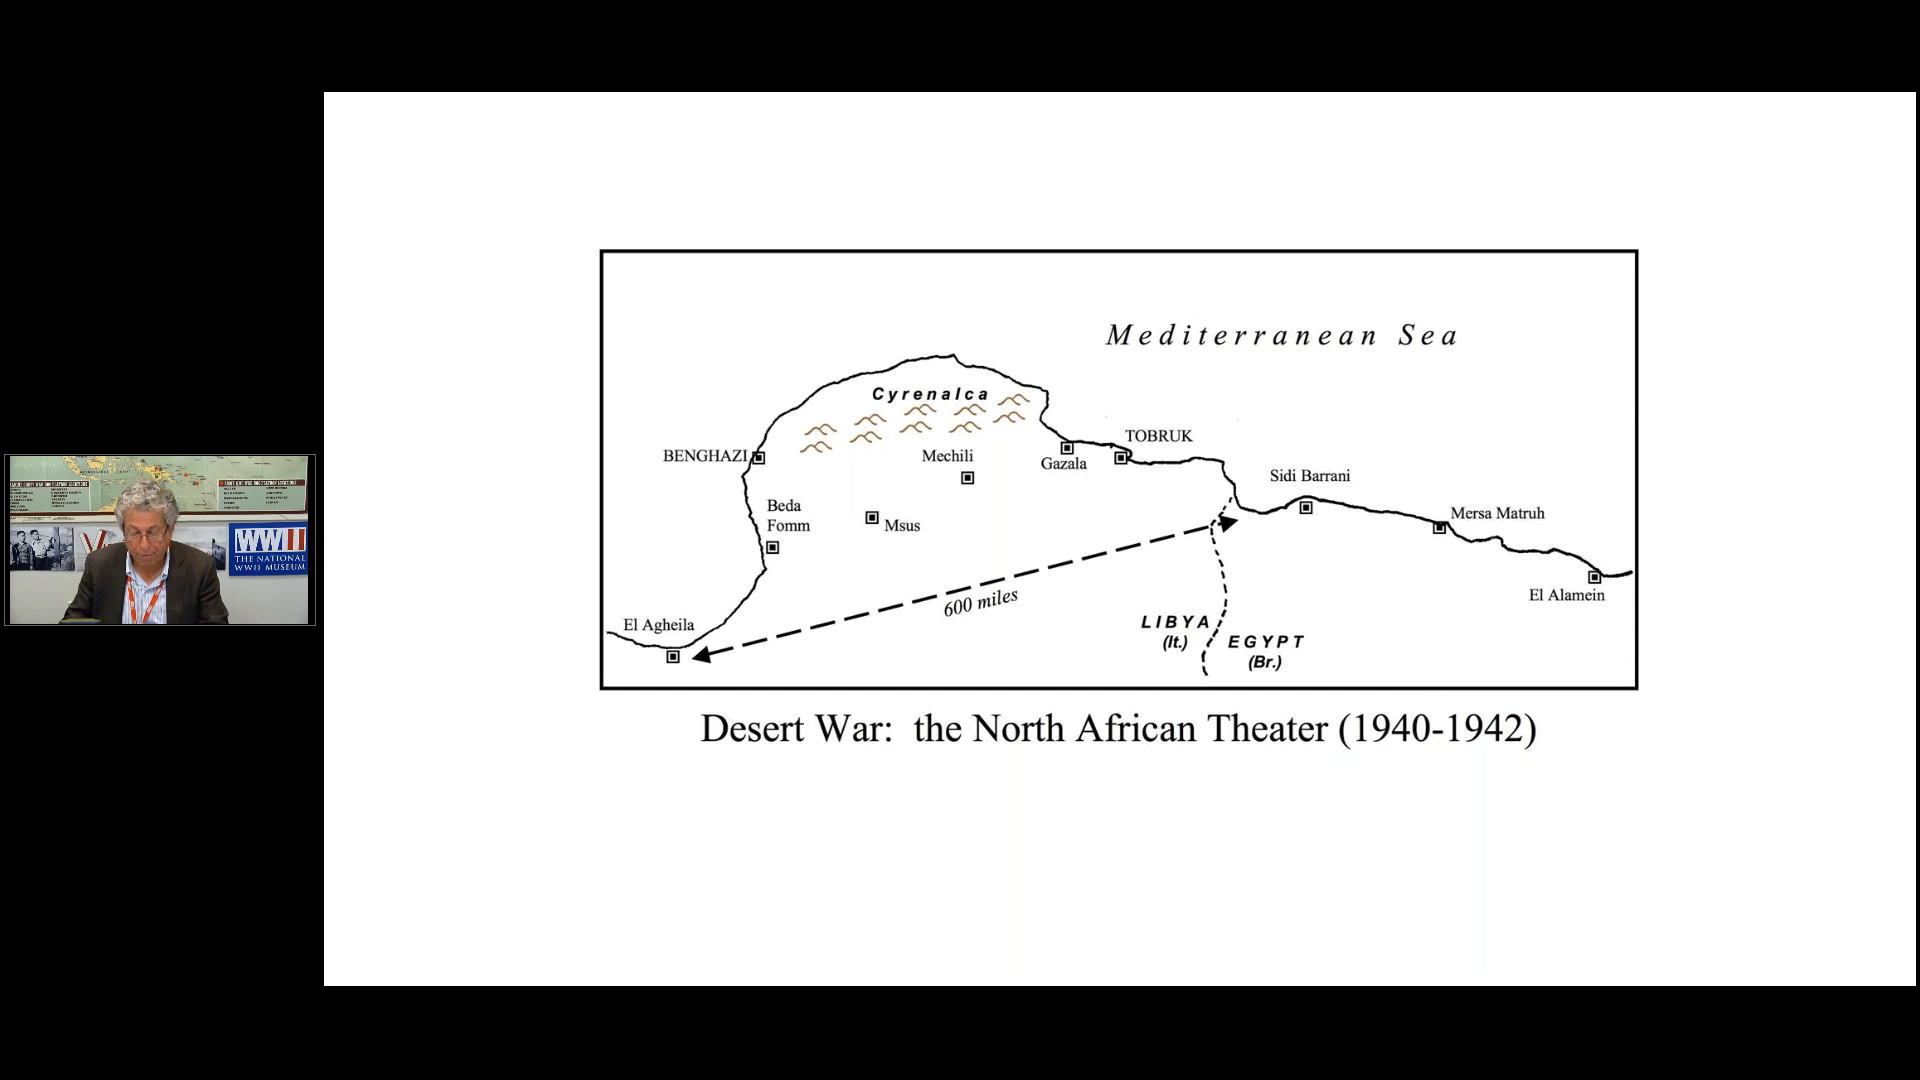 Mediterranean Sea
Cyrenalca
BENGHAZI
Mechili
Gazala
TOBRUK
Sidi Barrani
Beda
Fomm
Msus
Mersa Matruh
El Alamein
600 miles
El Agheila
LIBYA
(It.)
EGYPT
(Br.)
Desert War: the North African Theater (1940-1942)
WWII
THE NATIONAL
WWII MUSEUM